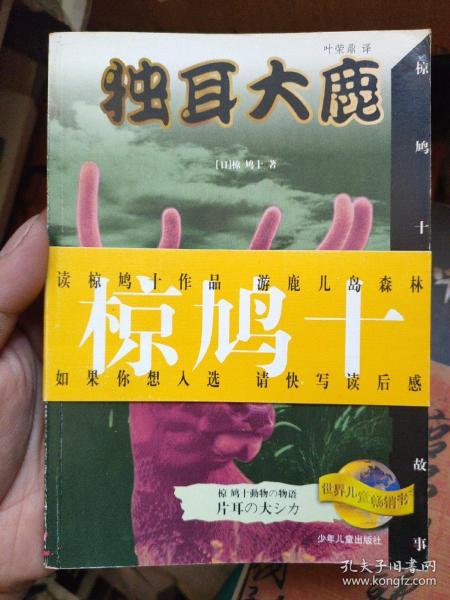 叶荣鼎 译
独耳大鹿
[日]椋 鸠十 著
椋鸠十
故事
读椋鸠十作品 游鹿儿岛森林
椋鸠十
如果你想入选 请快写读后感
椋 鸠十動物の物语
片耳の大シカ
世界儿童畅销书
少年儿童出版社
孔夫子旧书网